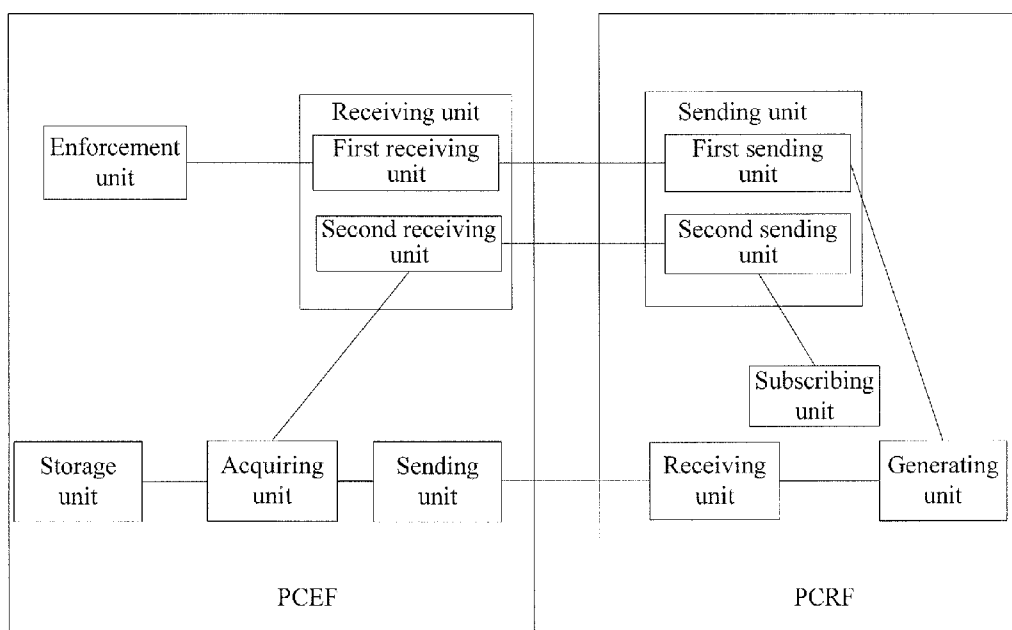 Receiving unit
Sending unit
Enforcement
unit
First receiving
unit
First sending
unit
Second receiving
unit
Second sending
unit
Subscribing
unit
Storage
unit
Acquiring
unit
Sending
unit
Receiving
unit
Generating
unit
PCEF
PCRF